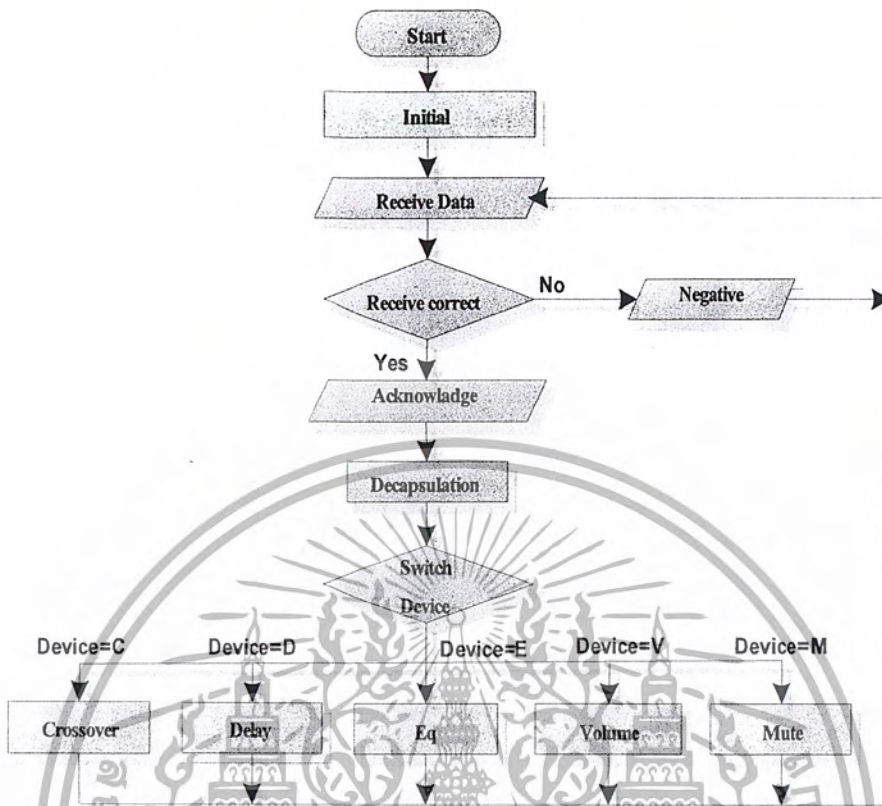 Start
Initial
Receive Data
Receive correct
No
Negative
Yes
Acknowladge
Decapsulation
Switch
Device
Device=C
Device=D
Device=E
Device=V
Device=M
Crossover
Delay
Eq
Volume
Mute